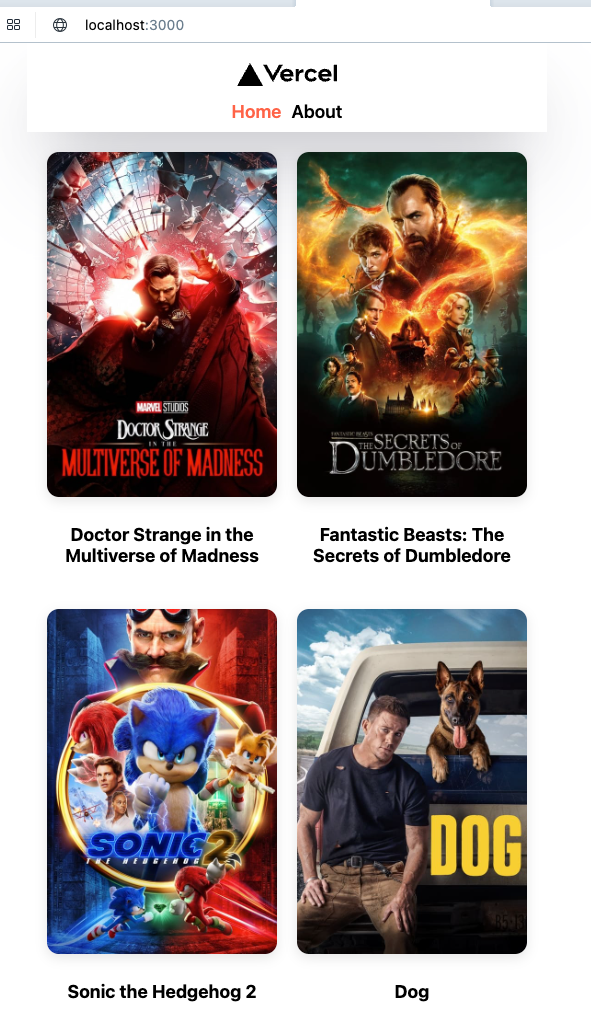 localhost:3000
Vercel
Home About
MARVEL STUDIOS
DOCTOR STRANGE
IN THE
MULTIVERSE OF MADNESS
FANTASTIC BEASTS
THE SECRETS OF
DUMBLEDORE
Doctor Strange in the
Multiverse of Madness
Fantastic Beasts: The
Secrets of Dumbledore
SONIC 2
THE HEDGEHOG
DOG
Sonic the Hedgehog 2
Dog